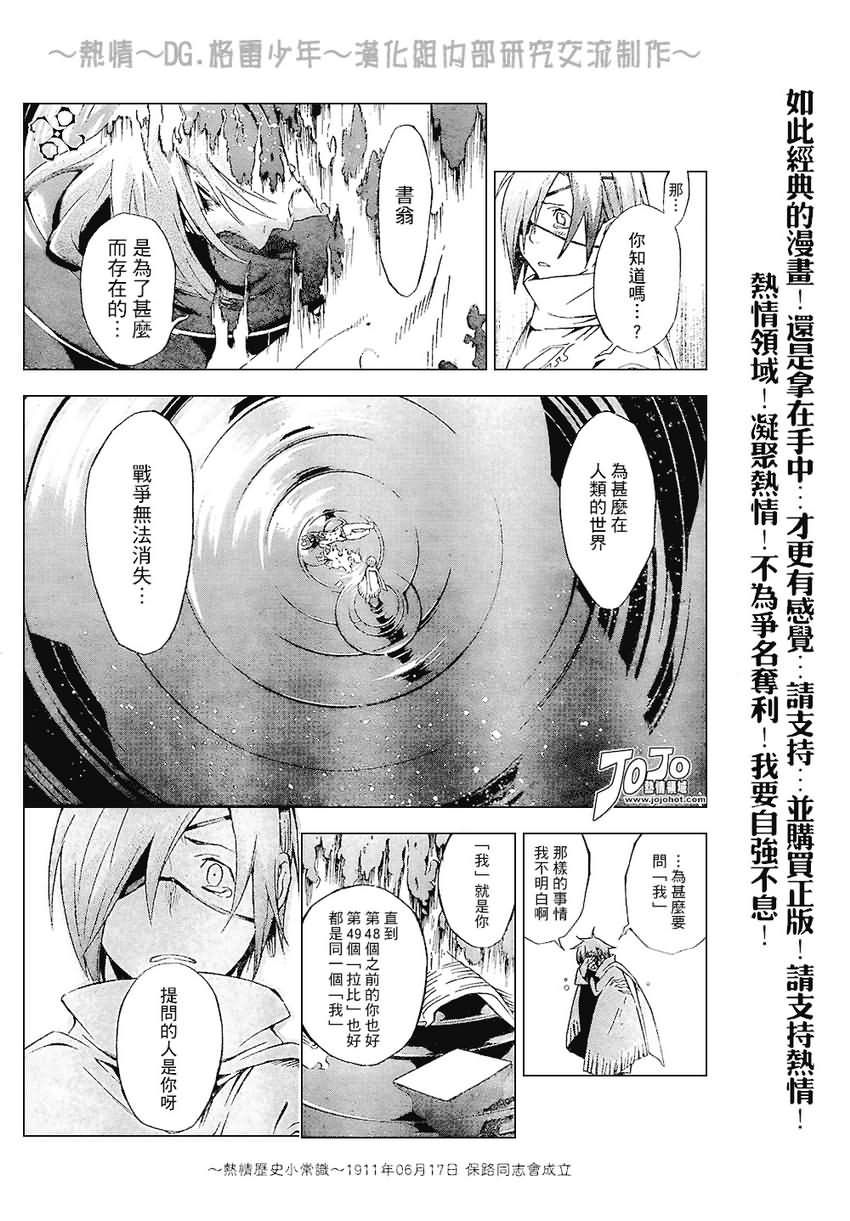 ～熱情～DG.格雷少年～漢化組内部研究交流制作～
如此經典的漫畫！還是拿在手中…才更有感覺…請支持…並購買正版！請支持熱情！
熱情領域！凝聚熱情！不為爭名奪利！我要自強不息！
那…
你知道嗎…?
書翁
是為了甚麼
而存在的…
為甚麼在
人類的世界
戰爭無法消失…
JOJO
熱情領域
www.jojohot.com
…為甚麼要
問「我」
那樣的事情
我不明白啊
「我」就是你
直到
第48個之前的你也好
第49個「拉比」也好
都是同一個「我」
提問的人是你呀
～熱情歷史小常識～1911年06月17日 保路同志會成立